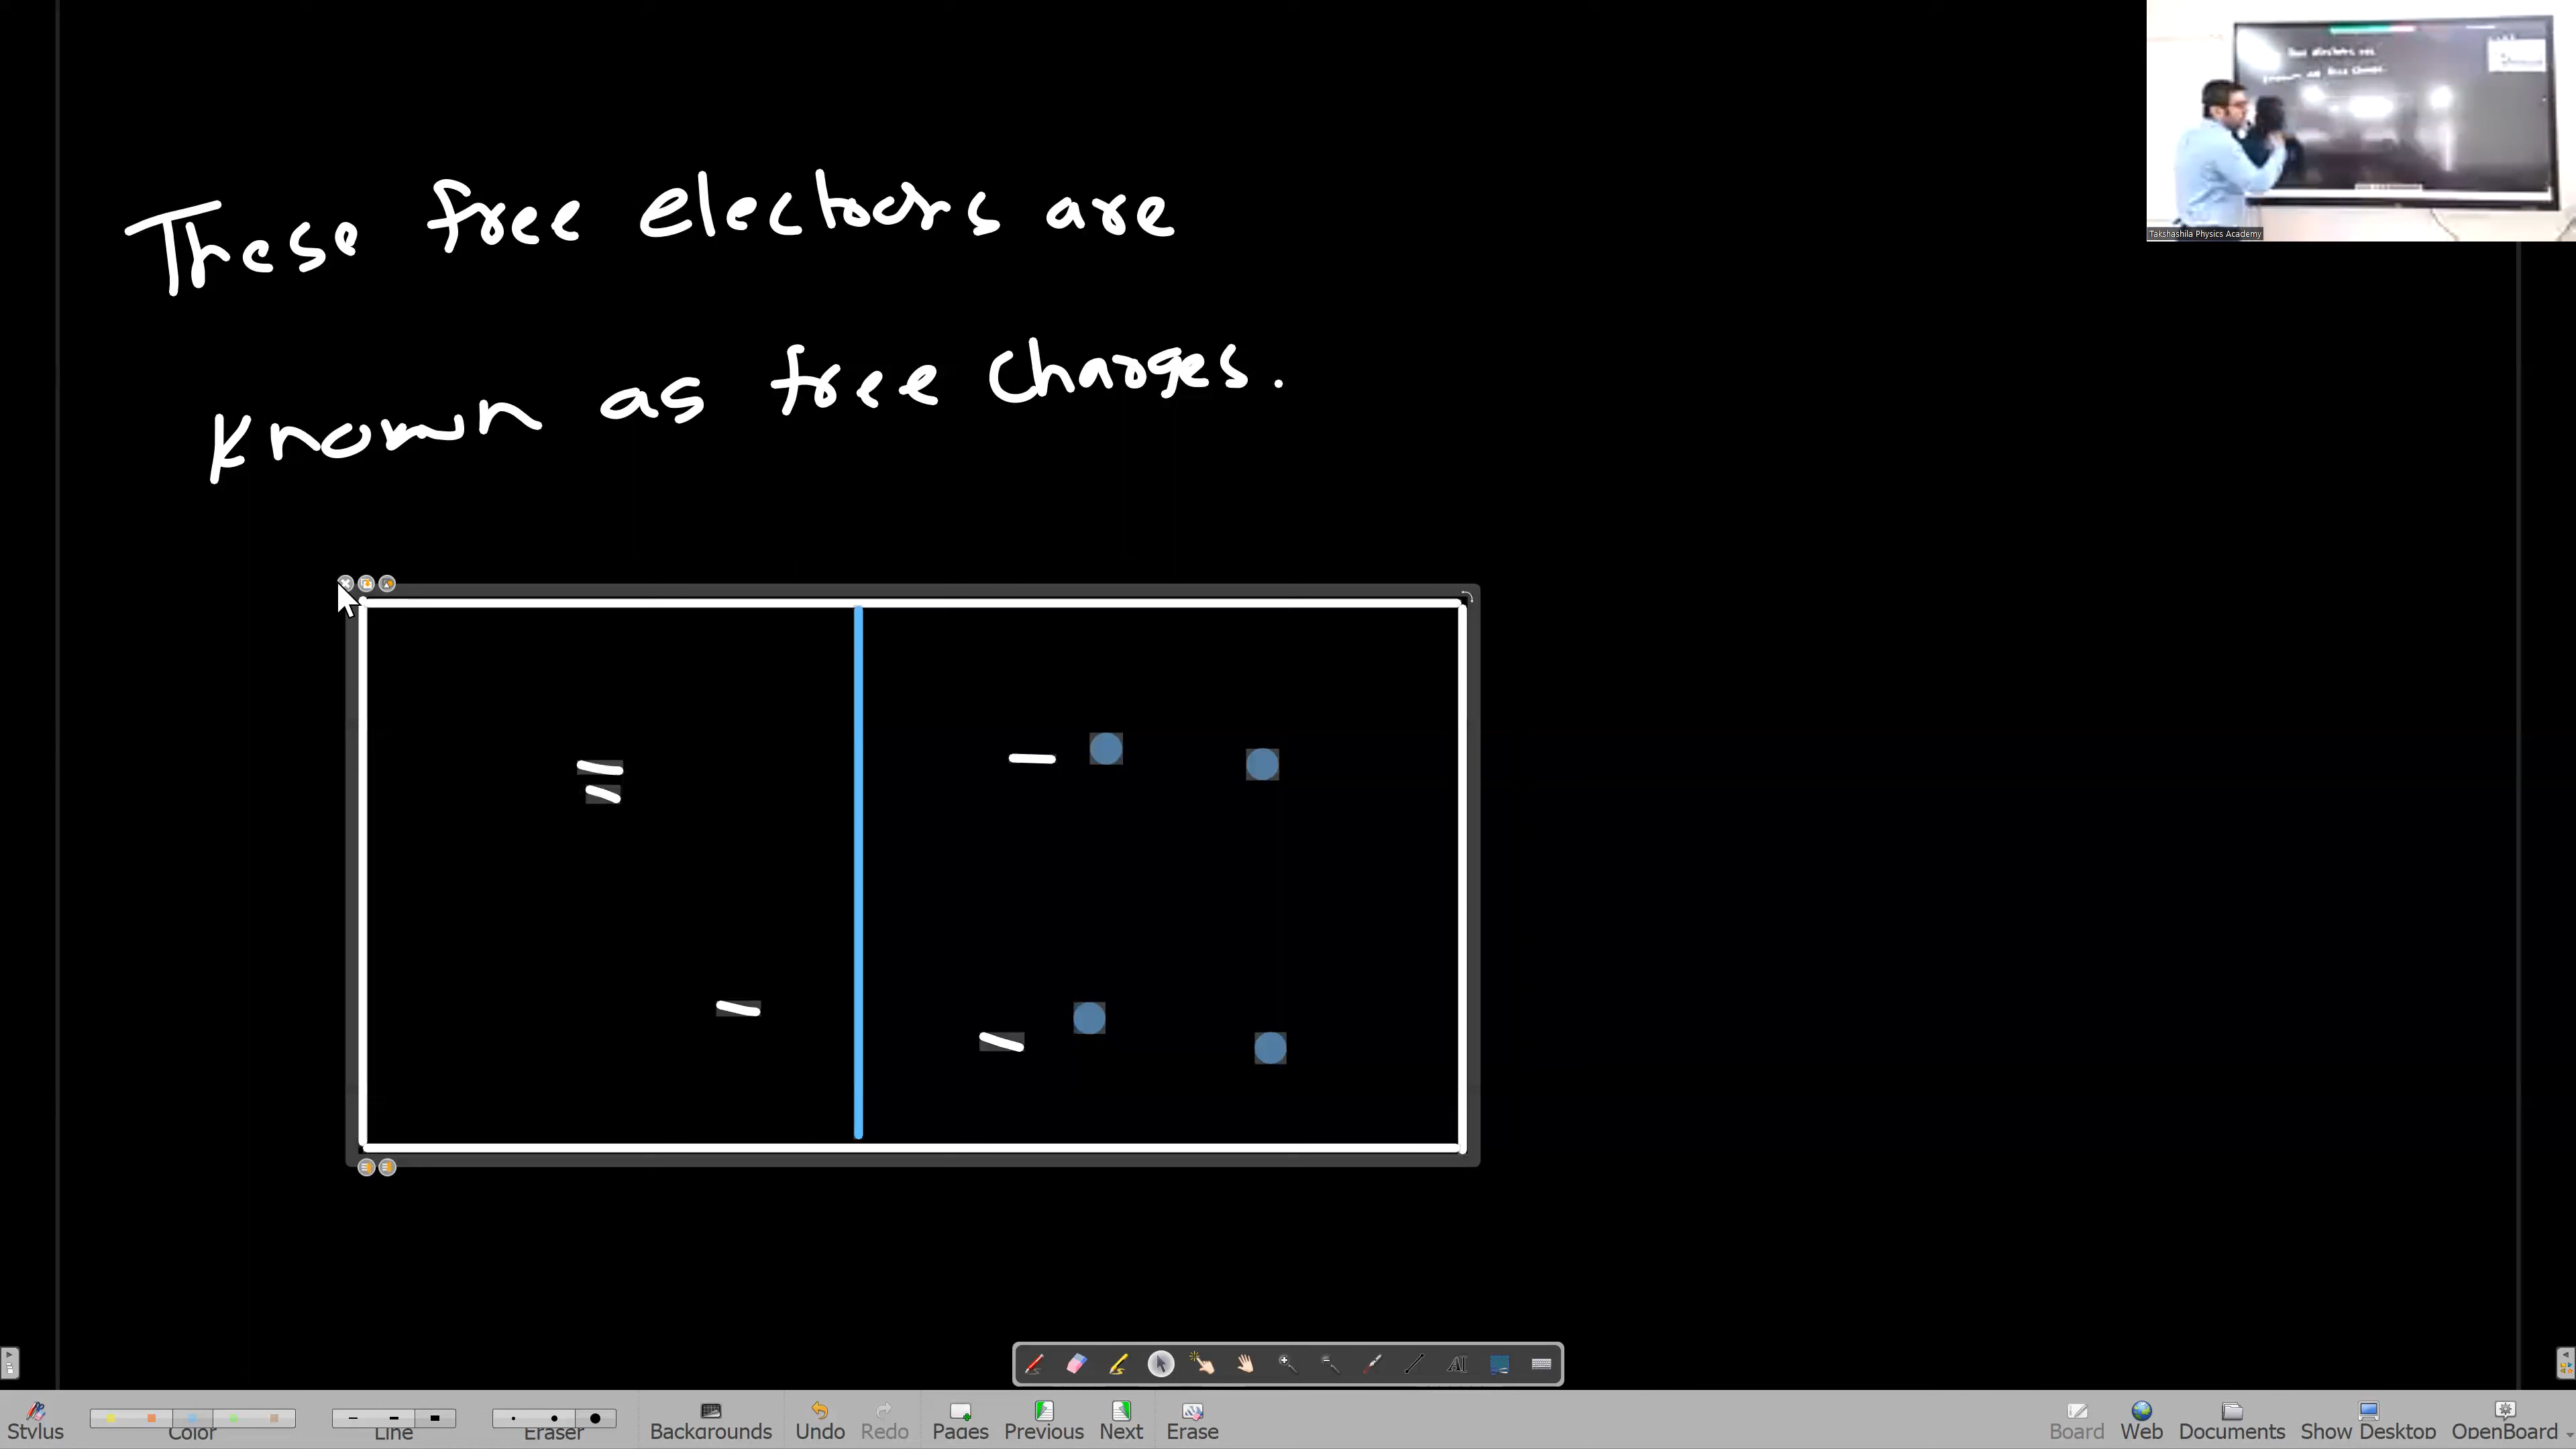 Takshashila Physics Academy
These free electors are
known as free charges.
Stylus
Color
Line
Eraser
Backgrounds
Undo
Redo
Pages
Previous
Next
Erase
Board
Web
Documents
Show Desktop
OpenBoard